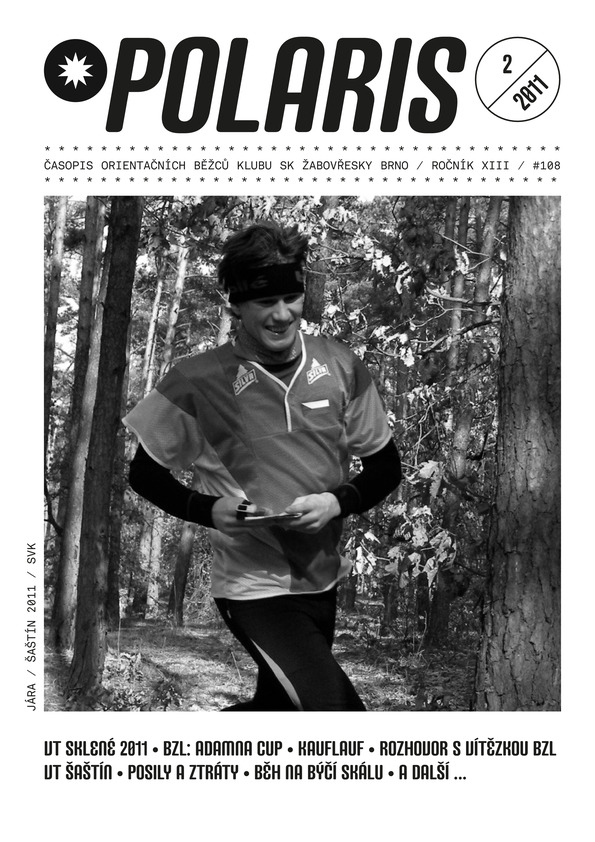 POLARIS
2
2011
ČASOPIS ORIENTAČNÍCH BĚŽCŮ KLUBU SK ŽABOVŘESKY BRNO / ROČNÍK XIII / #108
SILVA
SILVA
JÁRA / ŠAŠTÍN 2011 / SVK
VT SKLENÉ 2011 • BZL: ADAMNA CUP • KAUFLAUF • ROZHOVOR S VÍTĚZKOU BZL
VT ŠAŠTÍN • POSILY A ZTRÁTY • BĚH NA BÝČÍ SKÁLU • A DALŠÍ ...